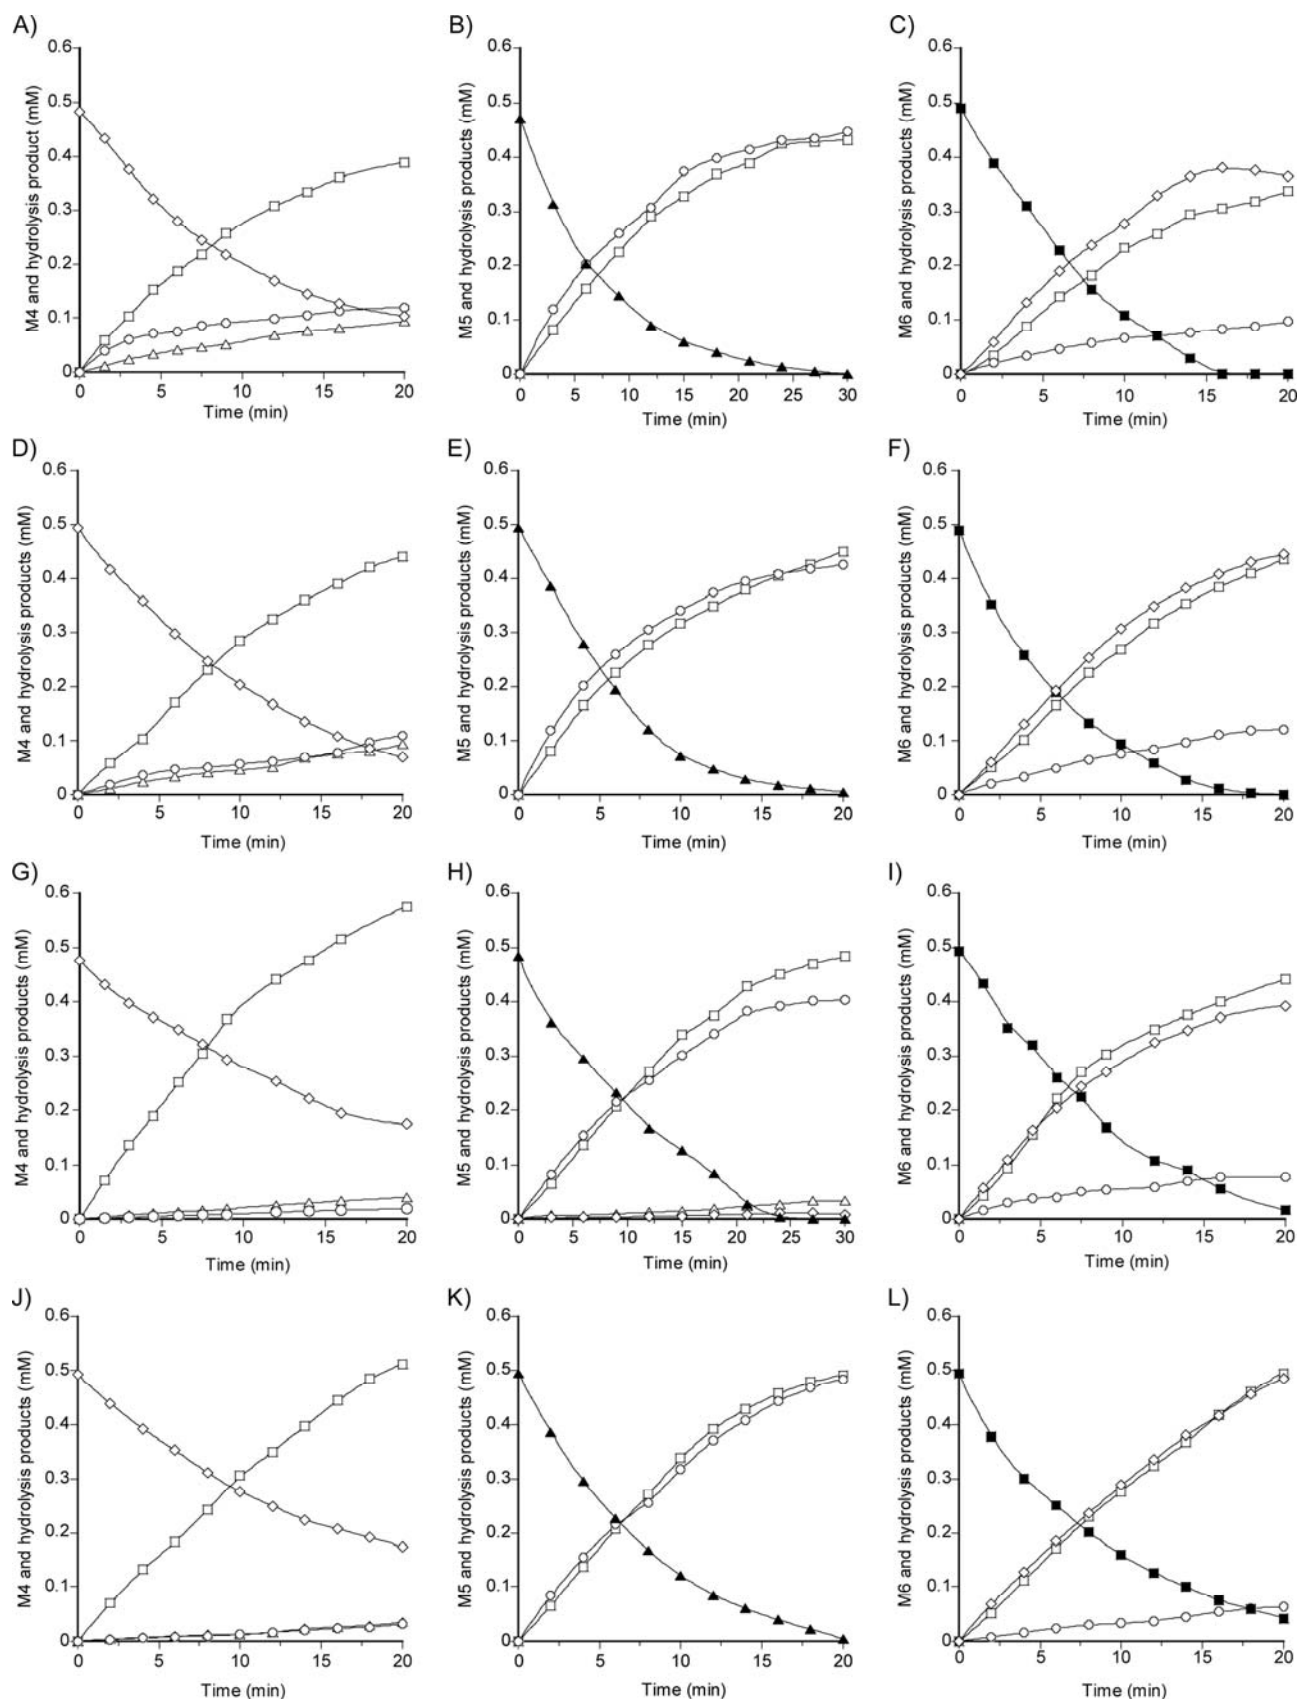 A)
M4 and hydrolysis product (mM)
0.6
0.5
0.4
0.3
0.2
0.1
0
0 5 10 15 20
Time (min)
B)
M5 and hydrolysis products (mM)
0.6
0.5
0.4
0.3
0.2
0.1
0
0 5 10 15 20 25 30
Time (min)
C)
M6 and hydrolysis products (mM)
0.6
0.5
0.4
0.3
0.2
0.1
0
0 5 10 15 20
Time (min)
D)
M4 and hydrolysis products (mM)
0.6
0.5
0.4
0.3
0.2
0.1
0
0 5 10 15 20
Time (min)
E)
M5 and hydrolysis products (mM)
0.6
0.5
0.4
0.3
0.2
0.1
0
0 5 10 15 20
Time (min)
F)
M6 and hydrolysis products (mM)
0.6
0.5
0.4
0.3
0.2
0.1
0
0 5 10 15 20
Time (min)
G)
M4 and hydrolysis products (mM)
0.6
0.5
0.4
0.3
0.2
0.1
0
0 5 10 15 20
Time (min)
H)
M5 and hydrolysis products (mM)
0.6
0.5
0.4
0.3
0.2
0.1
0
0 5 10 15 20 25 30
Time (min)
I)
M6 and hydrolysis products (mM)
0.6
0.5
0.4
0.3
0.2
0.1
0
0 5 10 15 20
Time (min)
J)
M4 and hydrolysis products (mM)
0.6
0.5
0.4
0.3
0.2
0.1
0
0 5 10 15 20
Time (min)
K)
M5 and hydrolysis products (mM)
0.6
0.5
0.4
0.3
0.2
0.1
0
0 5 10 15 20
Time (min)
L)
M6 and hydrolysis products (mM)
0.6
0.5
0.4
0.3
0.2
0.1
0
0 5 10 15 20
Time (min)